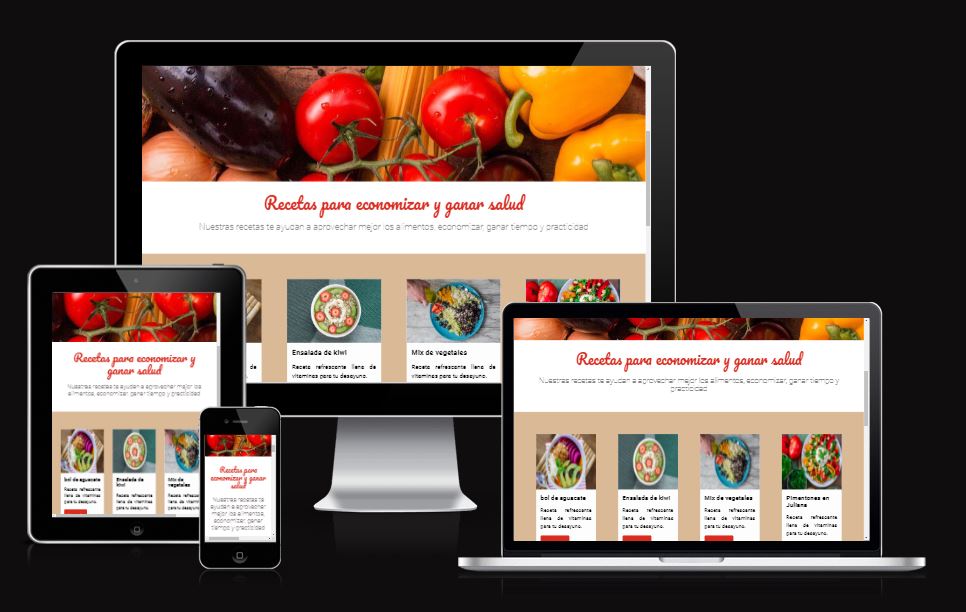 Recetas para economizar y ganar salud
Nuestras recetas te ayudan a aprovechar mejor los alimentos, economizar, ganar tiempo y practicidad
Ensalada de kiwi
Receta refrescante llena de
vitaminas para tu desayuno.
Mix de vegetales
Receta refrescante llena de
vitaminas para tu desayuno.
Recetas para economizar y
ganar salud
Nuestras recetas te ayudan a aprovechar mejor los
alimentos, economizar, ganar tiempo y practicidad
bol de aguacate
Receta refrescante
llena de vitaminas
para tu desayuno.
Ensalada de
kiwi
Receta refrescante
llena de vitaminas
para tu desayuno.
Mix de
vegetales
Receta refrescante
llena de vitaminas
para tu desayuno.
Recetas para
economizar y ganar
salud
Nuestras recetas te
ayudan a aprovechar
mejor los alimentos,
economizar, ganar
tiempo y practicidad
Recetas para economizar y ganar salud
Nuestras recetas te ayudan a aprovechar mejor los alimentos, economizar, ganar tiempo y
practicidad
bol de aguacate
Receta refrescante
llena de vitaminas
para tu desayuno.
Ensalada de kiwi
Receta refrescante
llena de vitaminas
para tu desayuno.
Mix de vegetales
Receta refrescante
llena de vitaminas
para tu desayuno.
Pimentones en
Juliana
Receta refrescante
llena de vitaminas
para tu desayuno.